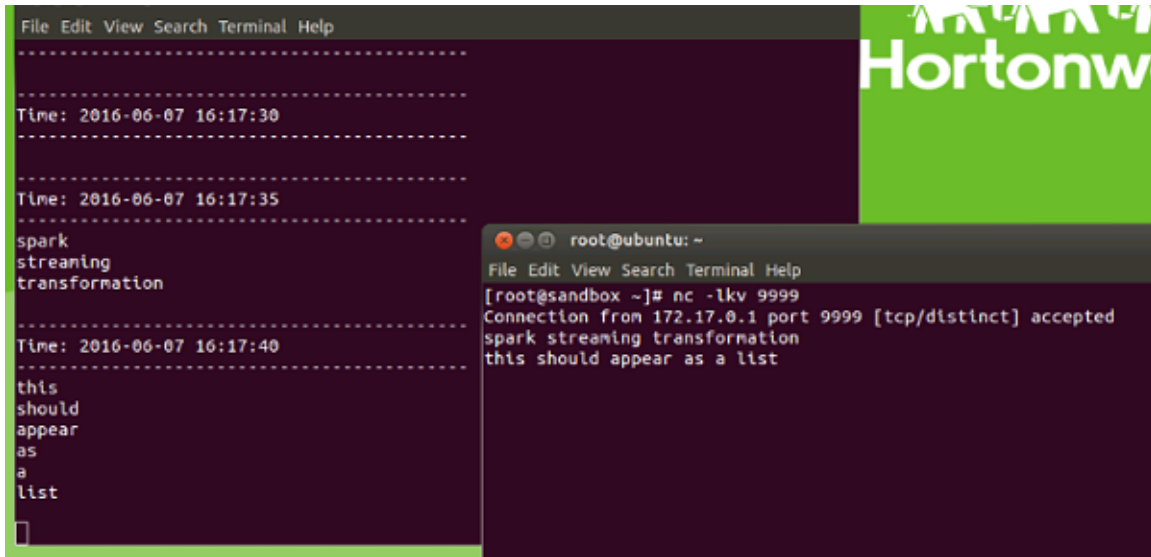 File Edit View Search Terminal Help
--------------------------------------------
--------------------------------------------
Time: 2016-06-07 16:17:30
--------------------------------------------
--------------------------------------------
Time: 2016-06-07 16:17:35
--------------------------------------------
spark
streaming
transformation
--------------------------------------------
Time: 2016-06-07 16:17:40
--------------------------------------------
this
should
appear
as
a
list
Hortonw
root@ubuntu: ~
File Edit View Search Terminal Help
[root@sandbox ~]# nc -lkv 9999
Connection from 172.17.0.1 port 9999 [tcp/distinct] accepted
spark streaming transformation
this should appear as a list